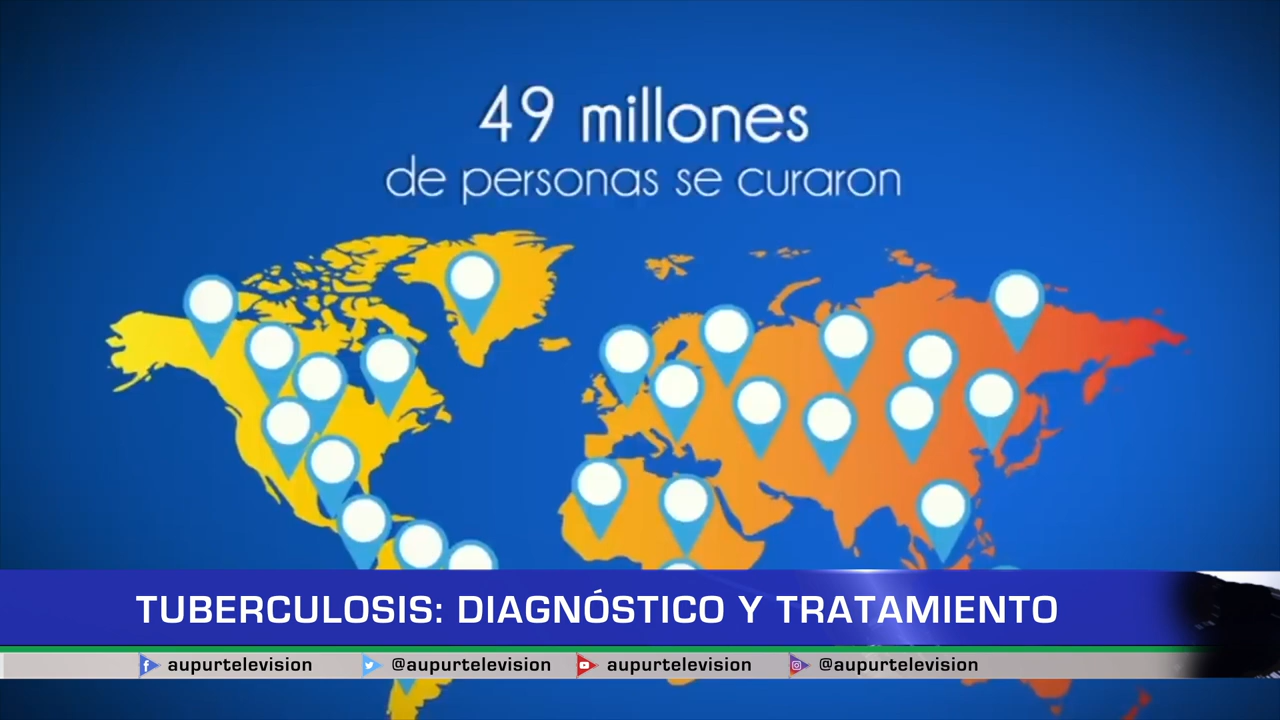 49 millones
de personas se curaron
TUBERCULOSIS: DIAGNÓSTICO Y TRATAMIENTO
aupurtelevision @aupurtelevision aupurtelevision @aupurtelevision